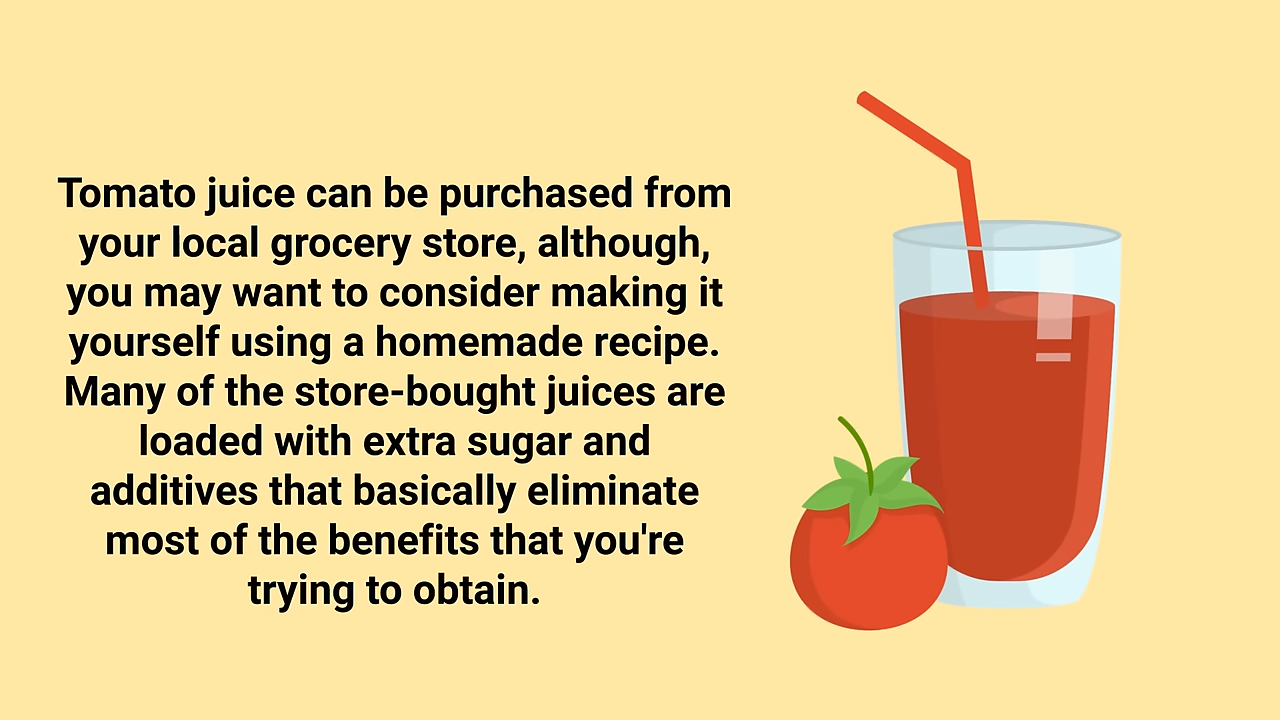 Tomato juice can be purchased from
your local grocery store, although,
you may want to consider making it
yourself using a homemade recipe.
Many of the store-bought juices are
loaded with extra sugar and
additives that basically eliminate
most of the benefits that you're
trying to obtain.